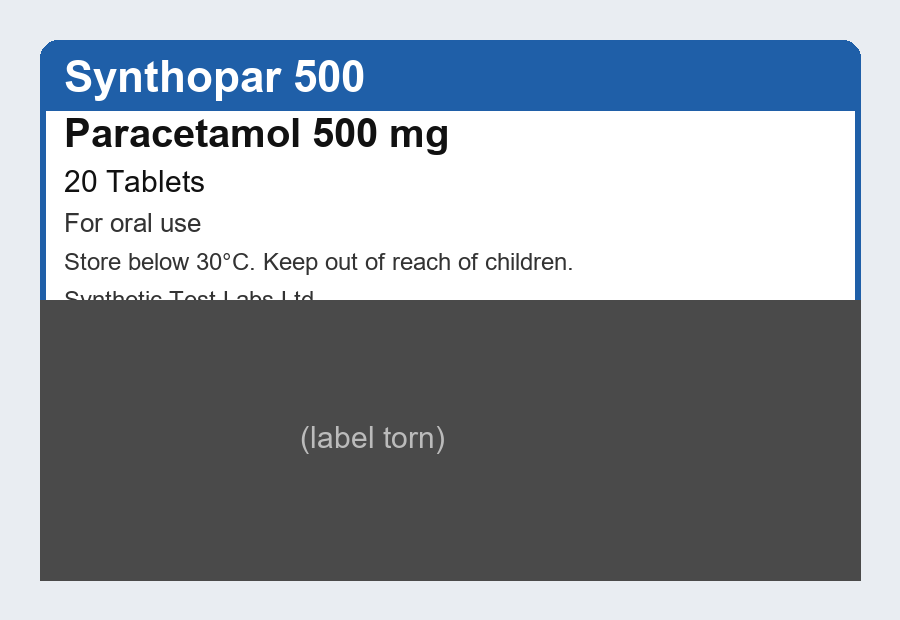 Synthopar 500
Paracetamol 500 mg
20 Tablets
For oral use
Store below 30°C. Keep out of reach of children.
Synthetic Test Labs Ltd
(label torn)